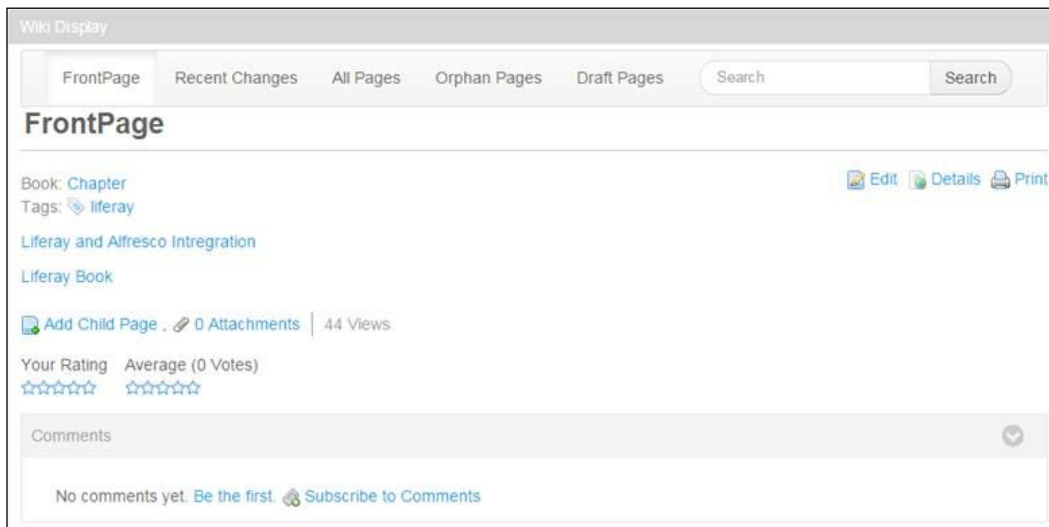 Wiki Display
FrontPage Recent Changes All Pages Orphan Pages Draft Pages Search Search
FrontPage
Book: Chapter Edit Details Print
Tags: liferay
Liferay and Alfresco Intregration
Liferay Book
Add Child Page , 0 Attachments | 44 Views
Your Rating Average (0 Votes)
Comments
No comments yet. Be the first. Subscribe to Comments